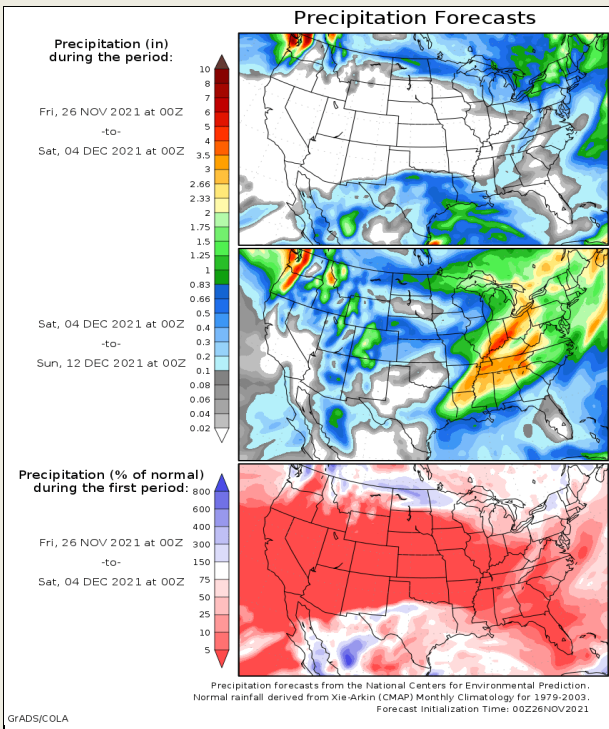 Precipitation Forecasts
Precipitation (in)
during the period:
Fri, 26 NOV 2021 at 00Z
-to-
Sat, 04 DEC 2021 at 00Z
10
8
7
6
5
4
3.5
3
2.66
2.33
2
1.75
1.5
1.25
1
0.83
0.66
0.5
0.4
0.3
0.2
0.1
0.08
0.06
0.04
0.02
Sat, 04 DEC 2021 at 00Z
-to-
Sun, 12 DEC 2021 at 00Z
Precipitation (% of normal)
during the first period:
Fri, 26 NOV 2021 at 00Z
-to-
Sat, 04 DEC 2021 at 00Z
800
600
400
300
150
75
50
25
10
5
Precipitation forecasts from the National Centers for Environmental Prediction.
Normal rainfall derived from Xie-Arkin (CMAP) Monthly Climatology for 1979-2003.
Forecast Initialization Time: 00Z26NOV2021
GrADS/COLA